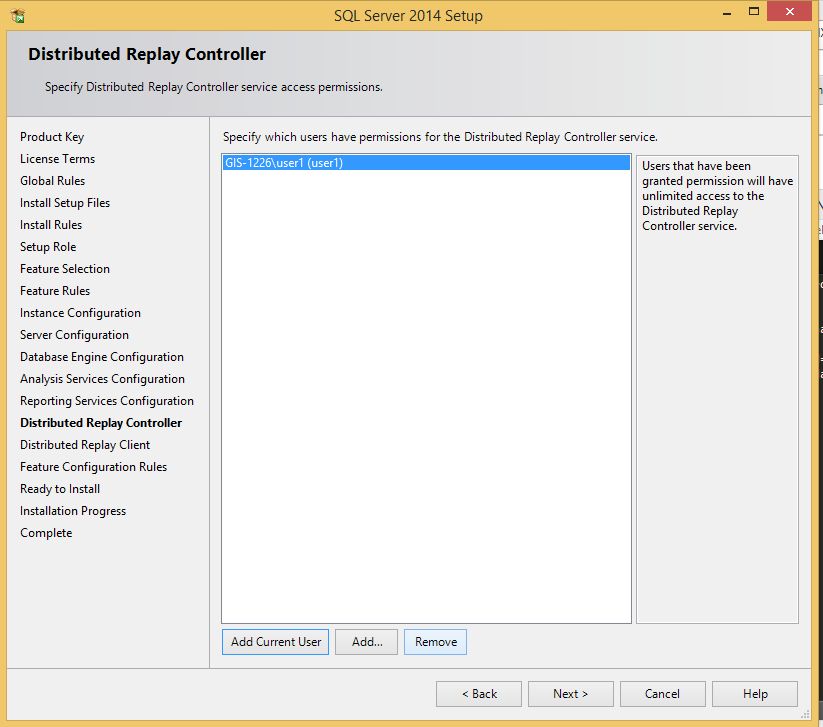 SQL Server 2014 Setup
Distributed Replay Controller
Specify Distributed Replay Controller service access permissions.
Product Key
License Terms
Global Rules
Install Setup Files
Install Rules
Setup Role
Feature Selection
Feature Rules
Instance Configuration
Server Configuration
Database Engine Configuration
Analysis Services Configuration
Reporting Services Configuration
Distributed Replay Controller
Distributed Replay Client
Feature Configuration Rules
Ready to Install
Installation Progress
Complete
Specify which users have permissions for the Distributed Replay Controller service.
GIS-1226\user1 (user1)
Users that have been
granted permission will have
unlimited access to the
Distributed Replay
Controller service.
Add Current User
Add...
Remove
< Back
Next >
Cancel
Help